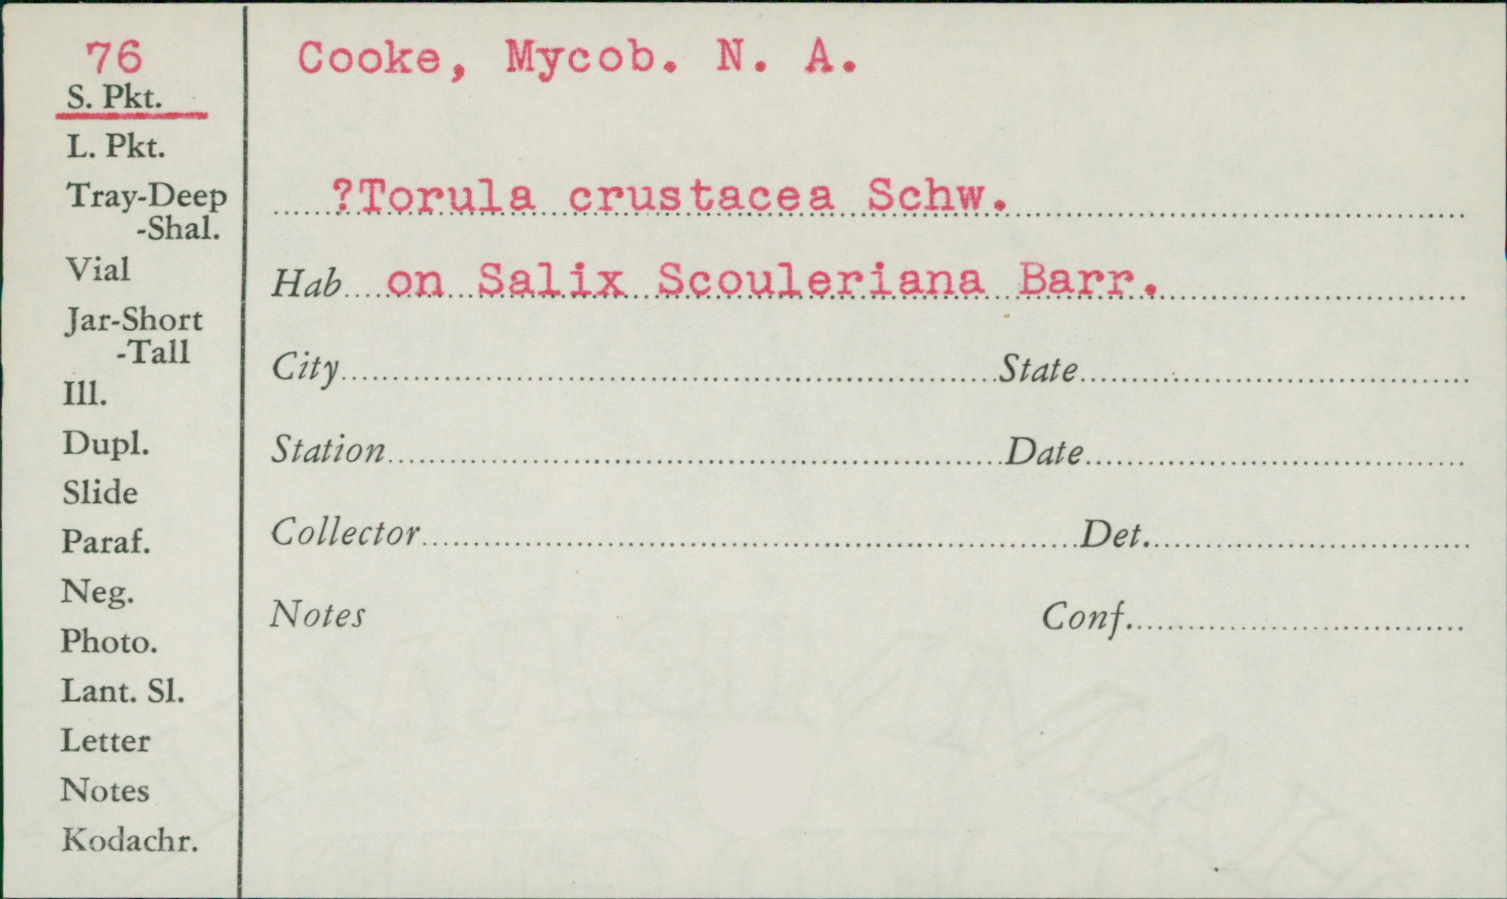 76
S. Pkt.
L. Pkt.
Tray-Deep
-Shal.
Vial
Jar-Short
-Tall
Ill.
Dupl.
Slide
Paraf.
Neg.
Photo.
Lant. Sl.
Letter
Notes
Kodachr.
Cooke, Mycob. N. A.
?Torula crustacea Schw.
Hab on Salix Scouleriana Barr.
City State
Station Date
Collector Det.
Notes Conf.